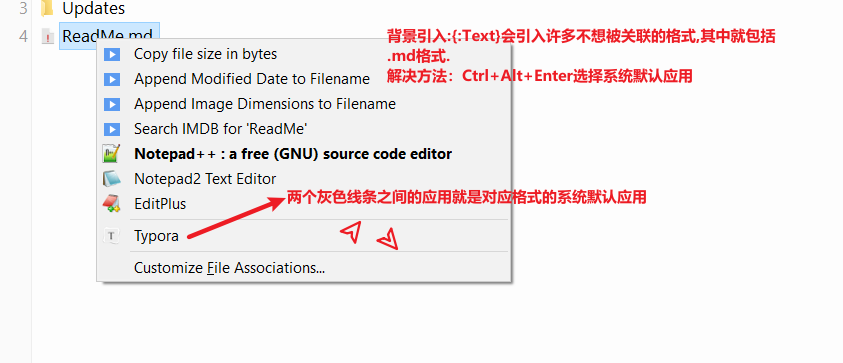 3 Updates
4 ReadMe.md
背景引入:{:Text}会引入许多不想被关联的格式,其中就包括
.md格式.
解决方法：Ctrl+Alt+Enter选择系统默认应用
Copy file size in bytes
Append Modified Date to Filename
Append Image Dimensions to Filename
Search IMDB for 'ReadMe'
Notepad++ : a free (GNU) source code editor
Notepad2 Text Editor
EditPlus
两个灰色线条之间的应用就是对应格式的系统默认应用
T Typora
Customize File Associations...